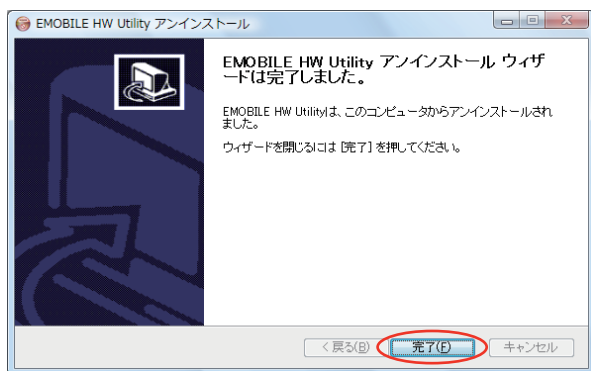 EMOBILE HW Utility アンインストール
EMOBILE HW Utility アンインストール ウィザ
ードは完了しました。
EMOBILE HW Utilityは、このコンピュータからアンインストールされ
ました。
ウィザードを閉じるには [完了] を押してください。
< 戻る(B)
完了(F)
キャンセル